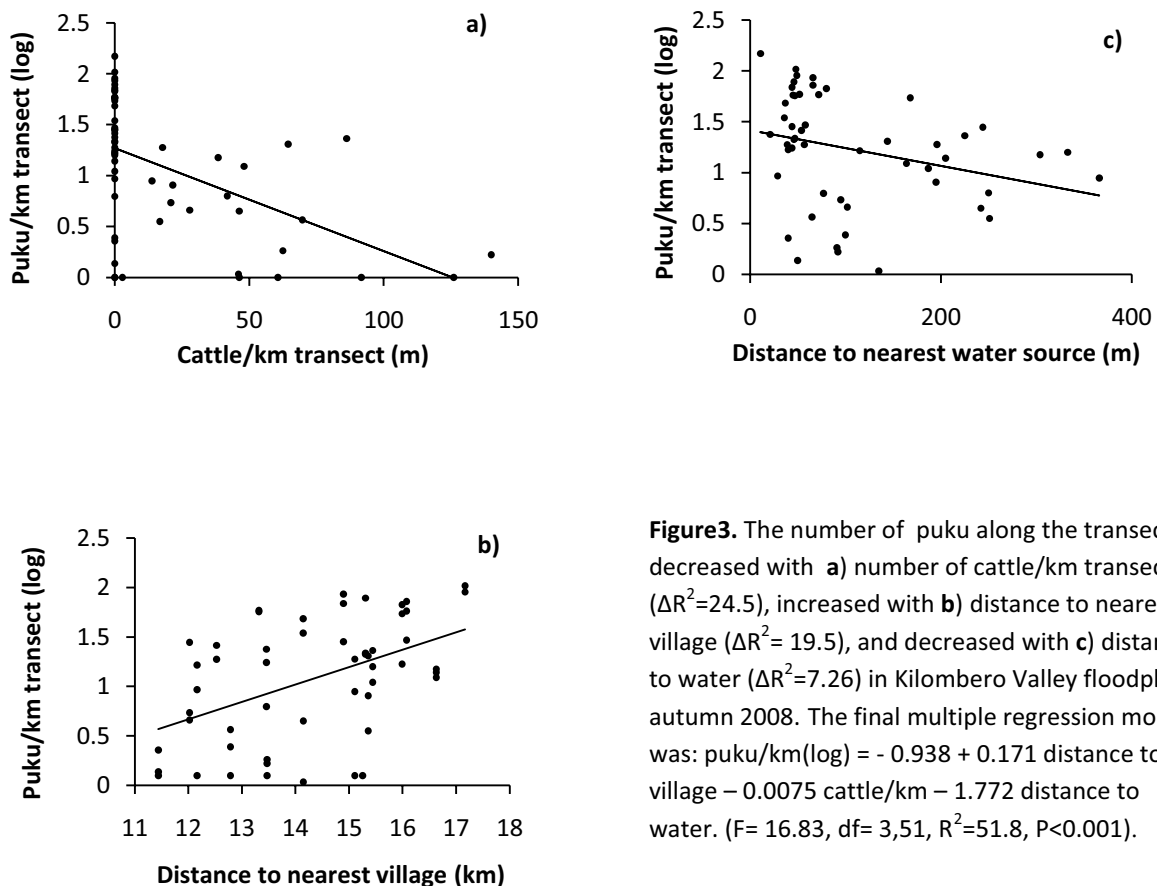 2.5
2
1.5
1
0.5
0
Puku/km transect (log)
a)
0 50 100 150
Cattle/km transect (m)
2.5
2
1.5
1
0.5
0
Puku/km transect (log)
c)
0 200 400
Distance to nearest water source (m)
2.5
2
1.5
1
0.5
0
Puku/km transect (log)
b)
11 12 13 14 15 16 17 18
Distance to nearest village (km)
Figure3. The number of puku along the transec
decreased with a) number of cattle/km transec
(ΔR²=24.5), increased with b) distance to neare
village (ΔR²= 19.5), and decreased with c) distan
to water (ΔR²=7.26) in Kilombero Valley floodpl
autumn 2008. The final multiple regression mo
was: puku/km(log) = - 0.938 + 0.171 distance to
village – 0.0075 cattle/km – 1.772 distance to
water. (F= 16.83, df= 3,51, R²=51.8, P<0.001).